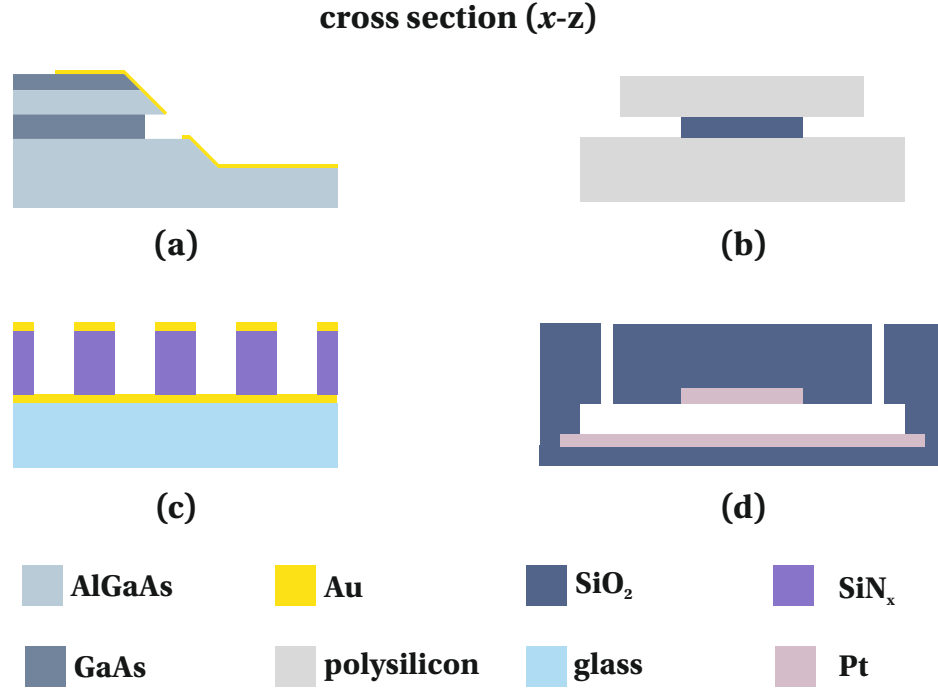 cross section (x-z)
(a)
(b)
(c)
(d)
AlGaAs
Au
SiO₂
SiNₓ
GaAs
polysilicon
glass
Pt